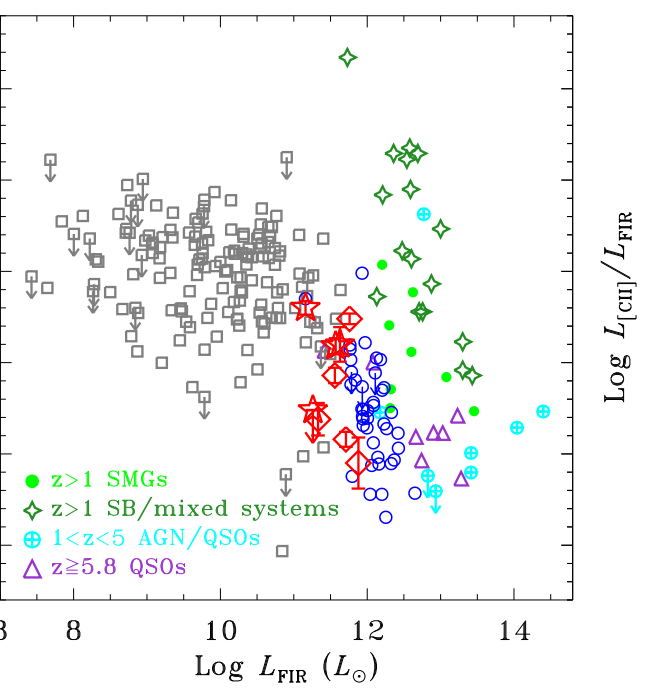 z>1 SMGs
z>1 SB/mixed systems
1<z<5 AGN/QSOs
z≧5.8 QSOs
8 10 12 14
Log L_FIR (L_⊙)
Log L_[CII]/L_FIR